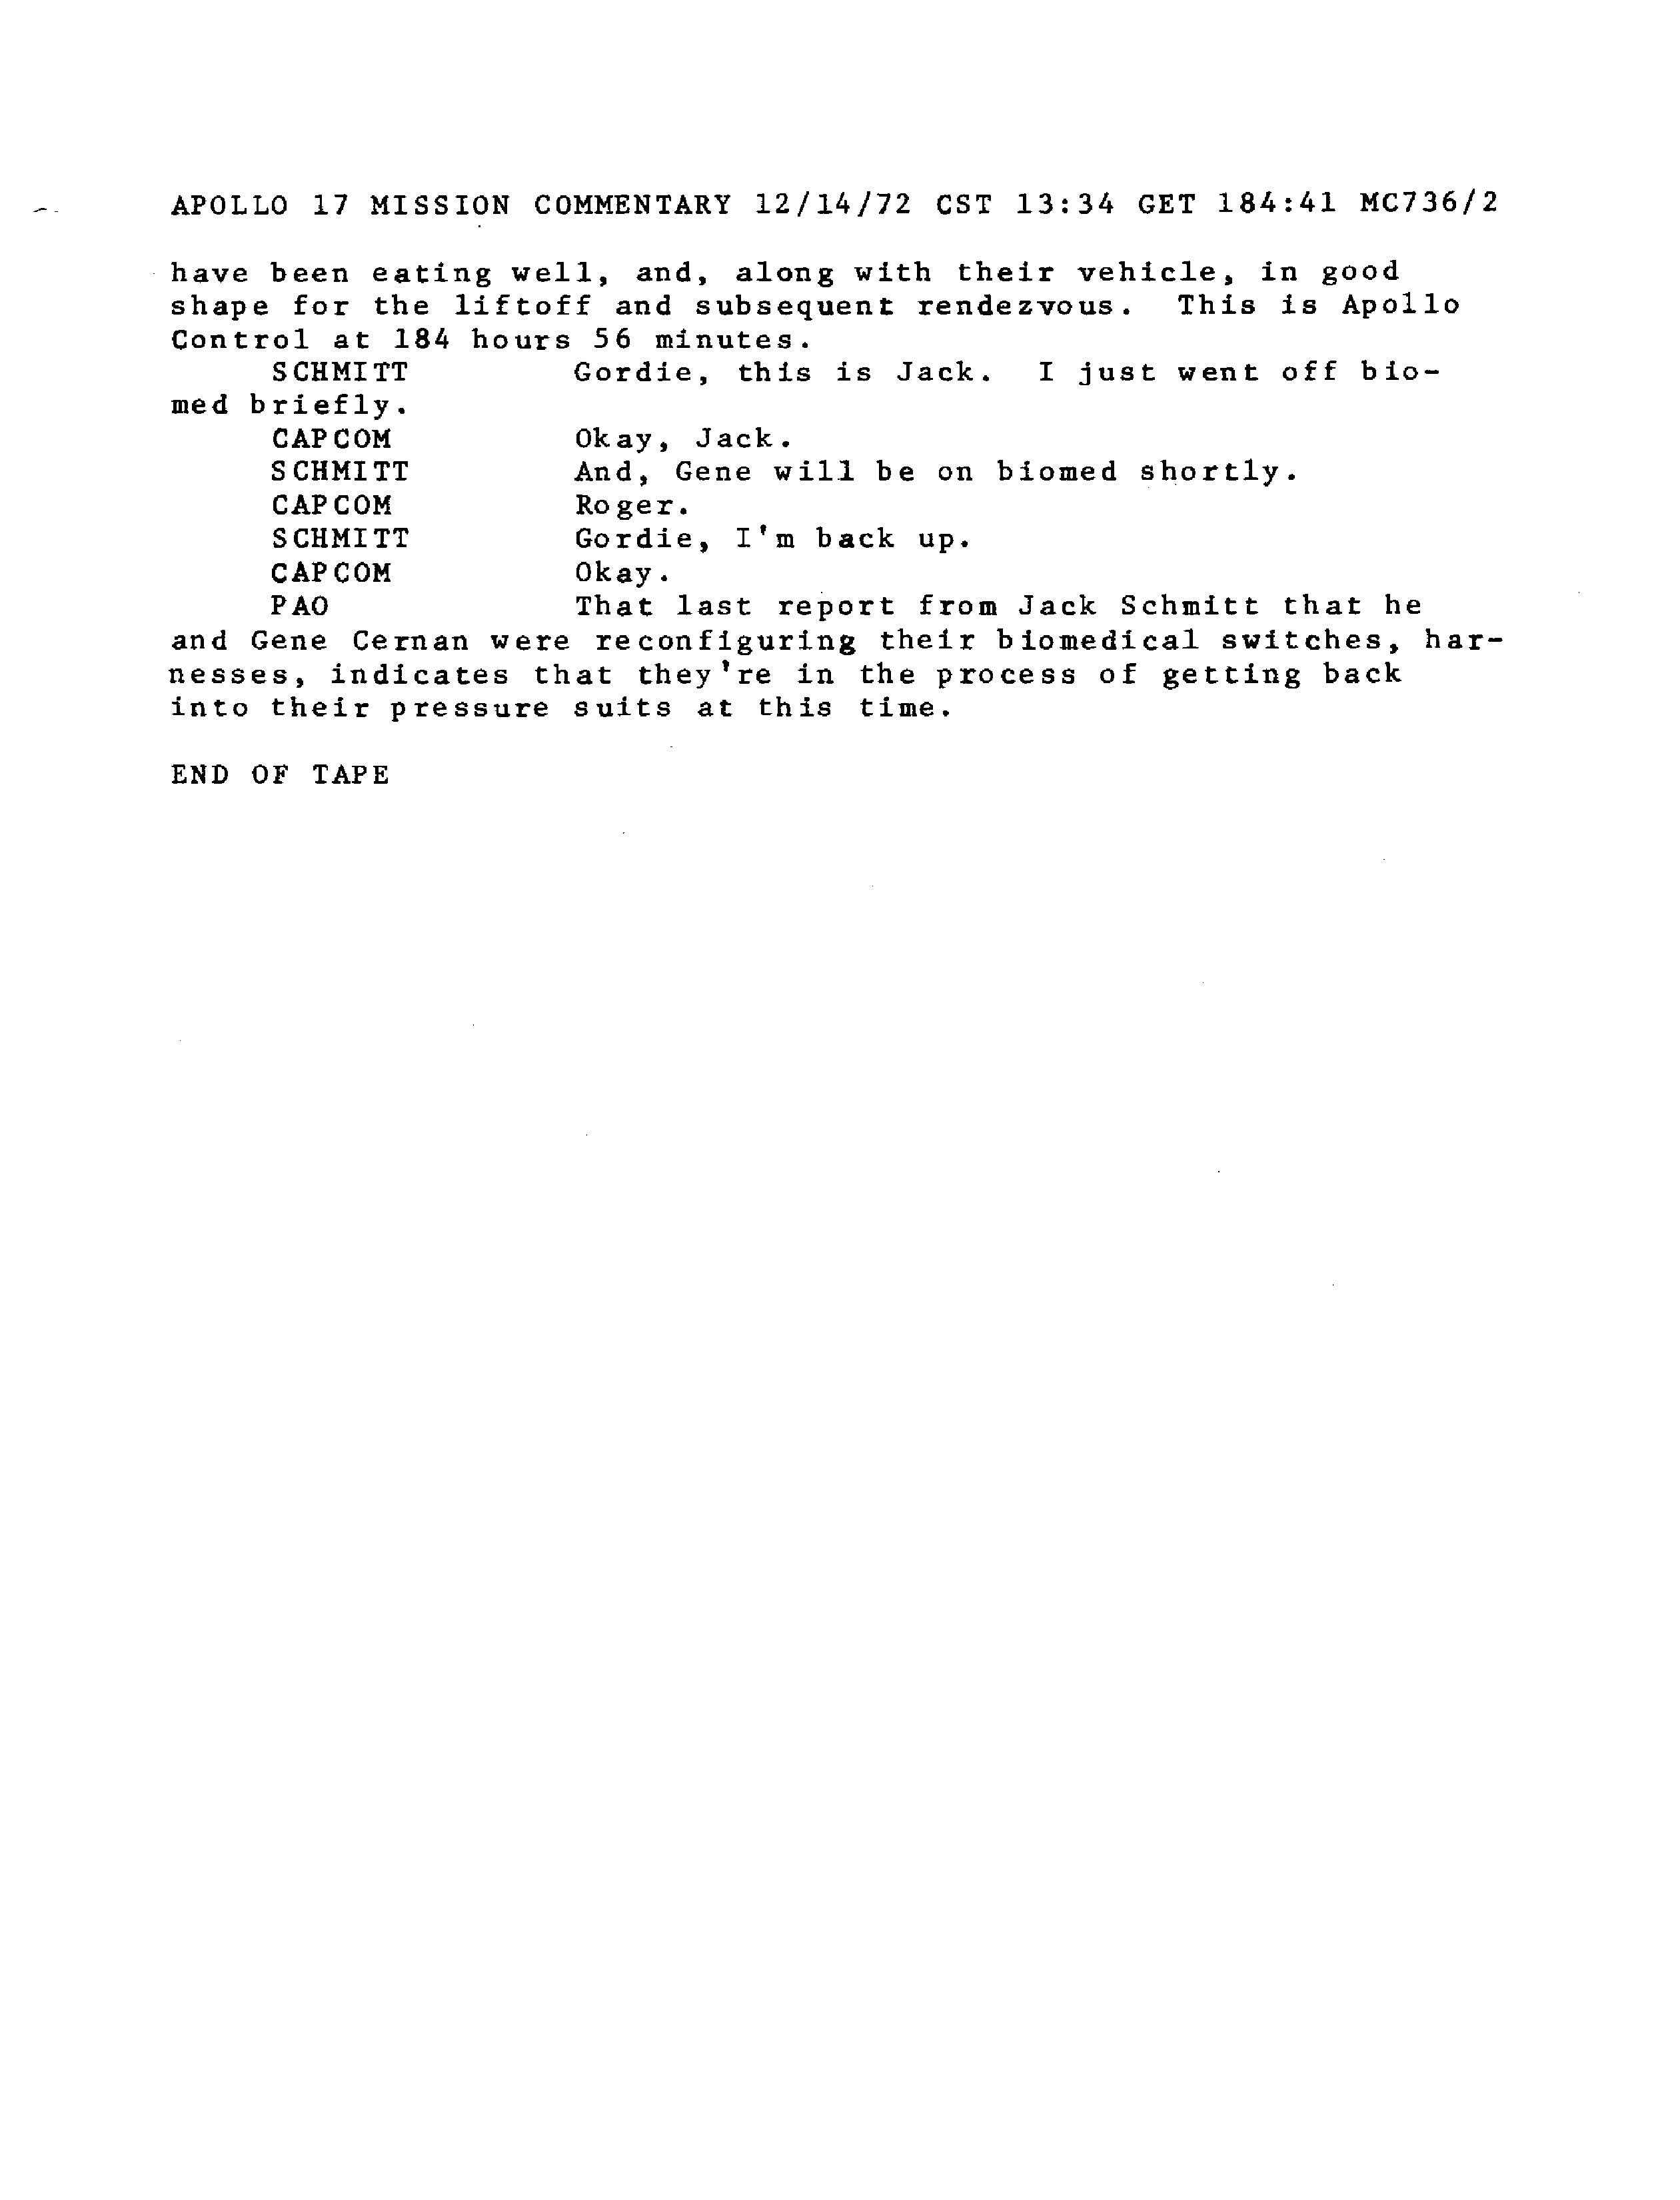 APOLLO 17 MISSION COMMENTARY 12/14/72 CST 13:34 GET 184:41 MC736/2
have been eating well, and, along with their vehicle, in good
shape for the liftoff and subsequent rendezvous. This is Apollo
Control at 184 hours 56 minutes.
SCHMITT Gordie, this is Jack. I just went off bio-
med briefly.
CAPCOM Okay, Jack.
SCHMITT And, Gene will be on biomed shortly.
CAPCOM Roger.
SCHMITT Gordie, I'm back up.
CAPCOM Okay.
PAO That last report from Jack Schmitt that he
and Gene Cernan were reconfiguring their biomedical switches, har-
nesses, indicates that they're in the process of getting back
into their pressure suits at this time.
END OF TAPE